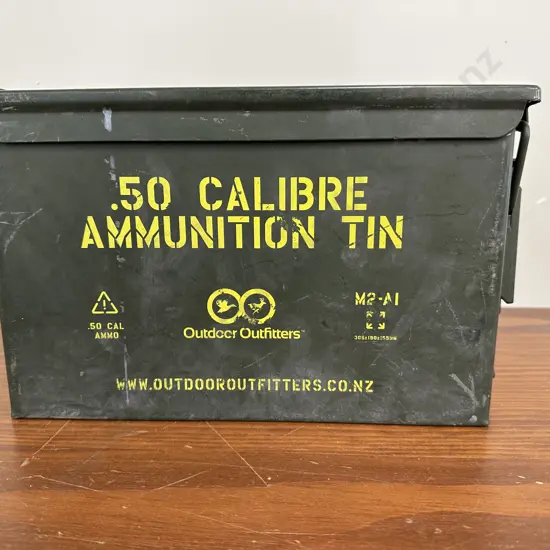 .50 CALIBRE
AMMUNITION TIN
.50 CAL
AMMO
Outdoor Outfitters
M2-A1
WWW.OUTDOOROUTFITTERS.CO.NZ